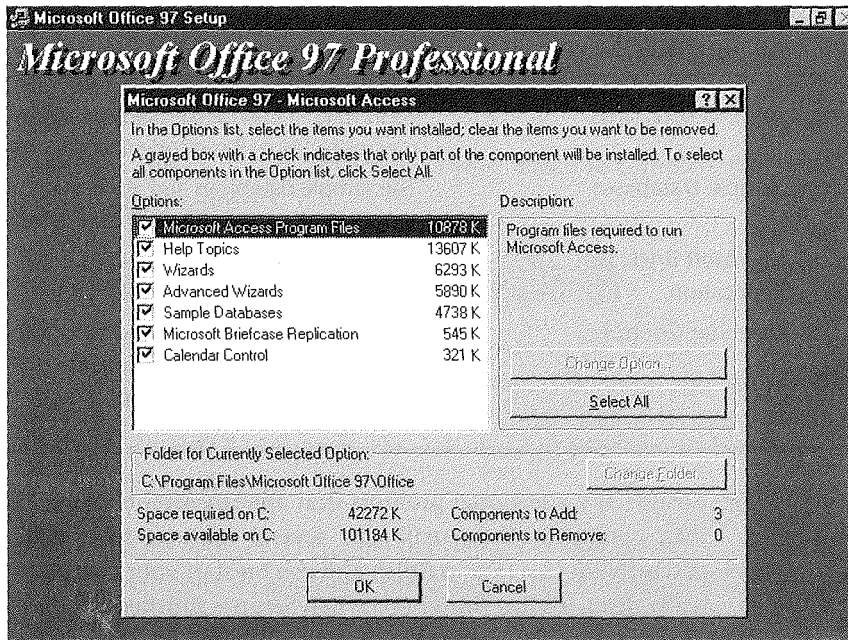 Microsoft Office 97 Setup
Microsoft Office 97 Professional
Microsoft Office 97 - Microsoft Access
In the Options list, select the items you want installed; clear the items you want to be removed.
A grayed box with a check indicates that only part of the component will be installed. To select
all components in the Option list, click Select All.
Options:
Microsoft Access Program Files 10878 K
Help Topics 13607 K
Wizards 6293 K
Advanced Wizards 5890 K
Sample Databases 4738 K
Microsoft Briefcase Replication 545 K
Calendar Control 321 K
Description:
Program files required to run
Microsoft Access.
Change Option...
Select All
Folder for Currently Selected Option:
C:\Program Files\Microsoft Office 97\Office
Change Folder...
Space required on C: 42272 K
Space available on C: 101184 K
Components to Add: 3
Components to Remove: 0
OK
Cancel